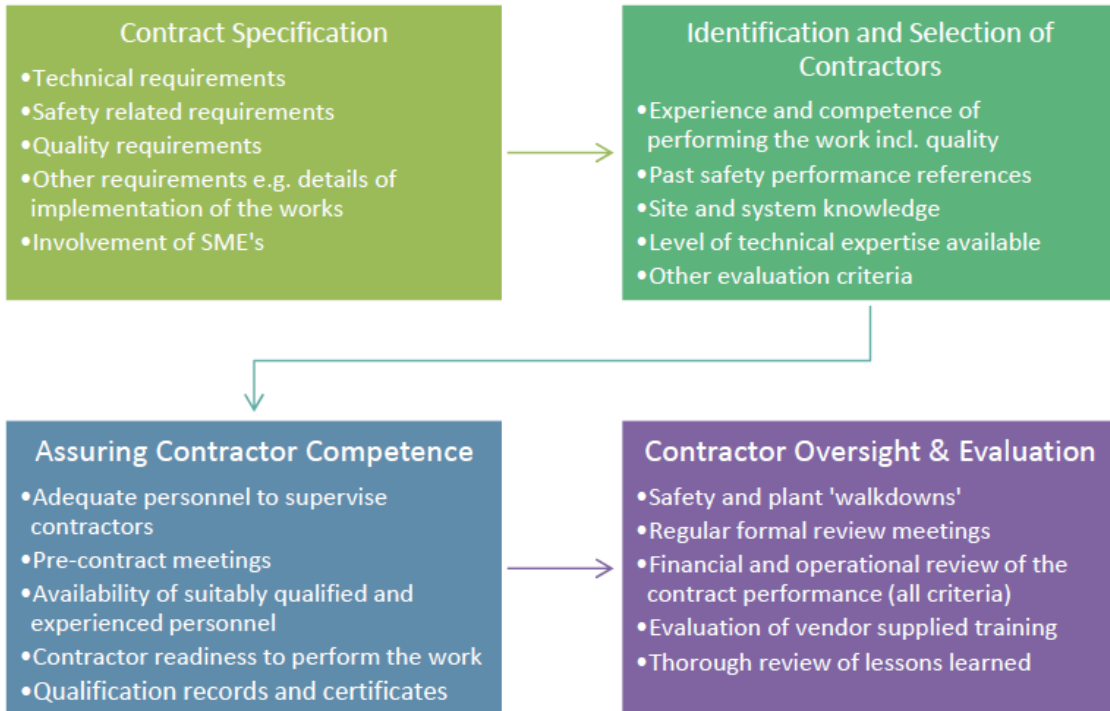 Contract Specification
•Technical requirements
•Safety related requirements
•Quality requirements
•Other requirements e.g. details of
implementation of the works
•Involvement of SME's
Identification and Selection of
Contractors
•Experience and competence of
performing the work incl. quality
•Past safety performance references
•Site and system knowledge
•Level of technical expertise available
•Other evaluation criteria
Assuring Contractor Competence
•Adequate personnel to supervise
contractors
•Pre-contract meetings
•Availability of suitably qualified and
experienced personnel
•Contractor readiness to perform the work
•Qualification records and certificates
Contractor Oversight & Evaluation
•Safety and plant 'walkdowns'
•Regular formal review meetings
•Financial and operational review of the
contract performance (all criteria)
•Evaluation of vendor supplied training
•Thorough review of lessons learned